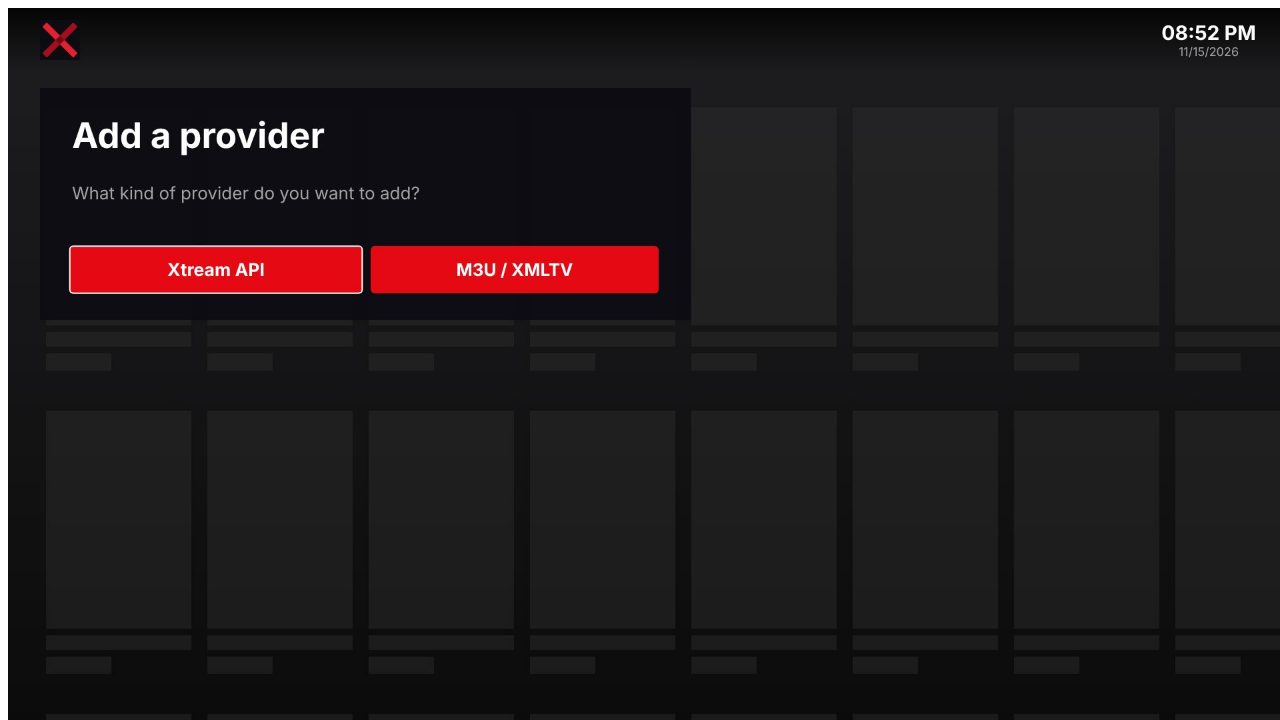 08:52 PM
11/15/2026
Add a provider
What kind of provider do you want to add?
Xtream API
M3U / XMLTV